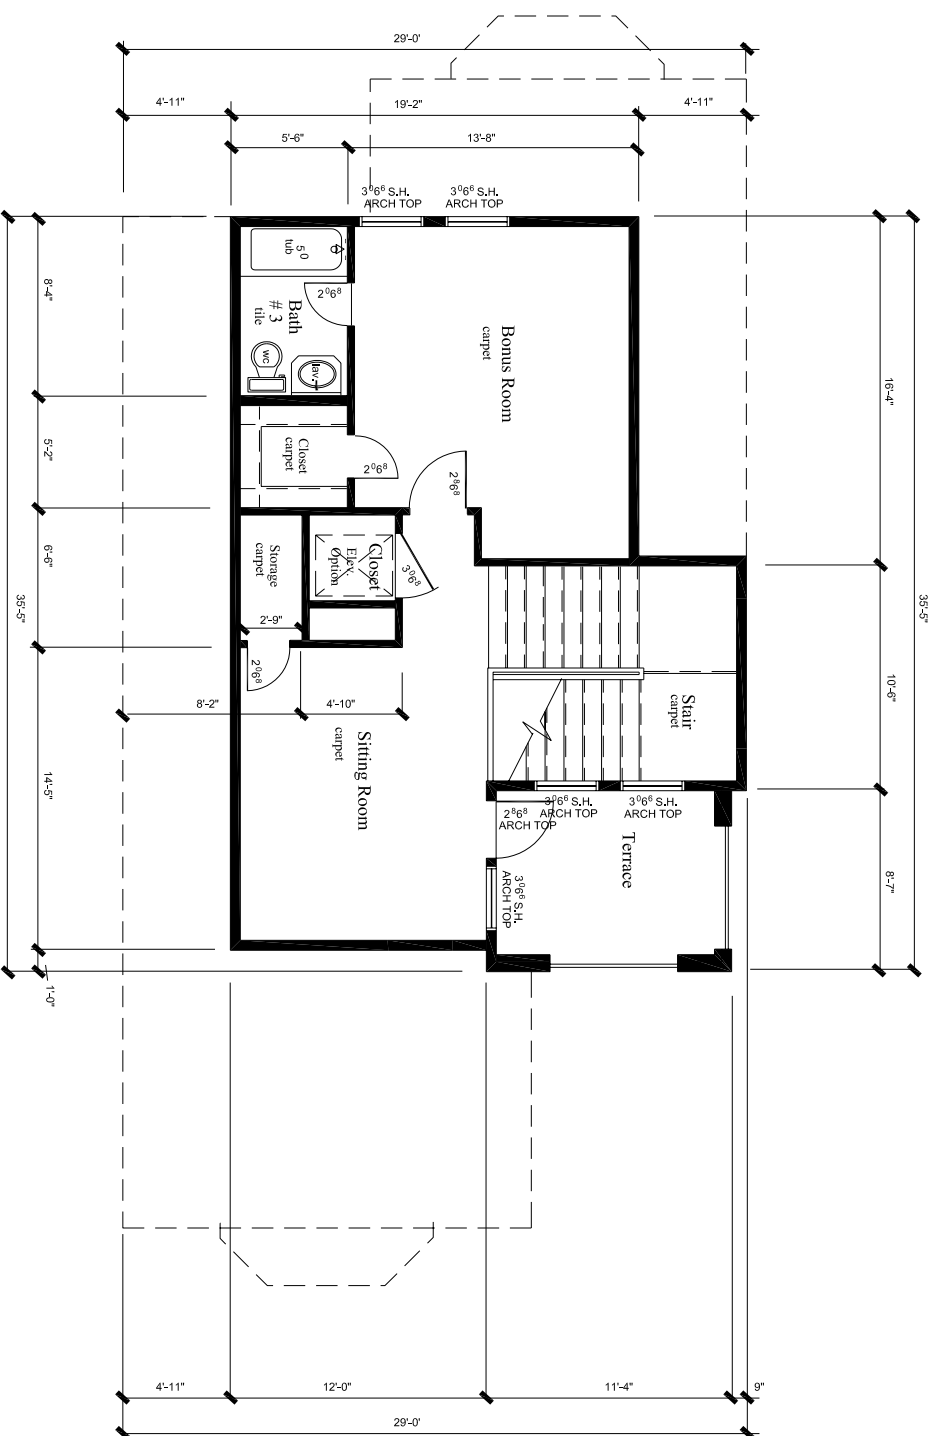 29'-0'
4'-11"
19'-2"
4'-11"
5'-6"
13'-8"
3⁰6⁶ S.H.
ARCH TOP
3⁰6⁶ S.H.
ARCH TOP
5⁰
tub
2⁰6⁸
Bath
# 3
tile
wc
lav.
Bonus Room
carpet
8'-4"
16'-4"
5'-2"
Closet
carpet
2⁰6⁸
2⁸6⁸
6'-6"
35'-5"
35'-5"
Storage
carpet
2'-9"
Closet
Elev.
Option
3⁰6⁸
2⁰6⁸
8'-2"
4'-10"
Sitting Room
carpet
Stair
carpet
10'-6"
14'-5"
3⁰6⁶ S.H.
ARCH TOP
3⁰6⁶ S.H.
ARCH TOP
2⁸6⁸
ARCH TOP
Terrace
3⁰6⁶ S.H.
ARCH TOP
8'-7"
1'-0"
4'-11"
12'-0"
11'-4"
9"
29'-0'